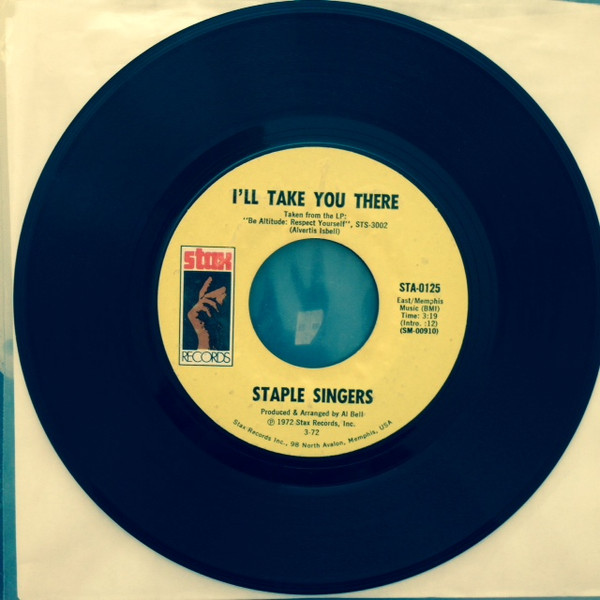 I'LL TAKE YOU THERE
Taken from the LP:
"Be Altitude: Respect Yourself", STS-3002
(Alvertis Isbell)
stax
RECORDS
STA-0125
East/Memphis
Music (BMI)
Time: 3:19
(Intro. :12)
(SM-00910)
STAPLE SINGERS
Produced & Arranged by Al Bell
℗ 1972 Stax Records, Inc.
3-72
Stax Records Inc., 98 North Avalon, Memphis, USA